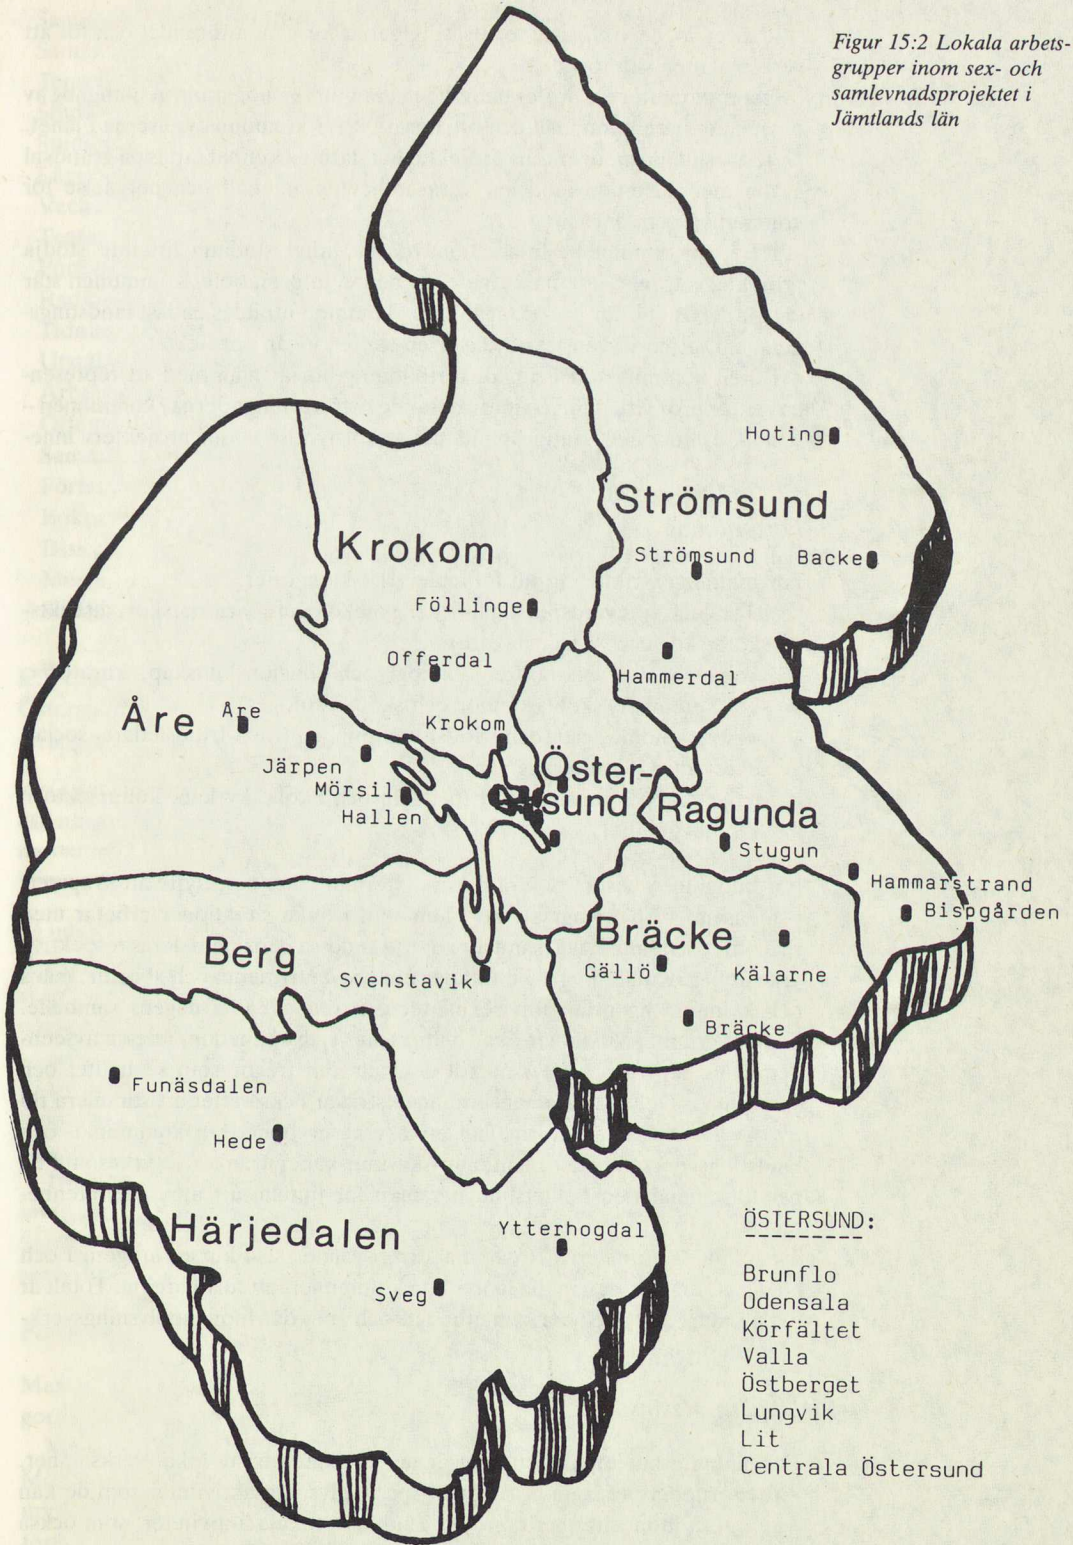 Figur 15:2 Lokala arbets-
grupper inom sex- och
samlevnadsprojektet i
Jämtlands län
Hoting
Strömsund
Krokom
Strömsund
Backe
Föllinge
Offerdal
Hammerdal
Åre
Åre
Krokom
Järpen
Öster-
sund
Mörsil
Hallen
Ragunda
Stugun
Hammarstrand
Bispgården
Bräcke
Berg
Gällö
Kälarne
Svenstavik
Bräcke
Funäsdalen
Hede
Härjedalen
Ytterhogdal
Sveg
ÖSTERSUND:
Brunflo
Odensala
Körfältet
Valla
Östberget
Lungvik
Lit
Centrala Östersund